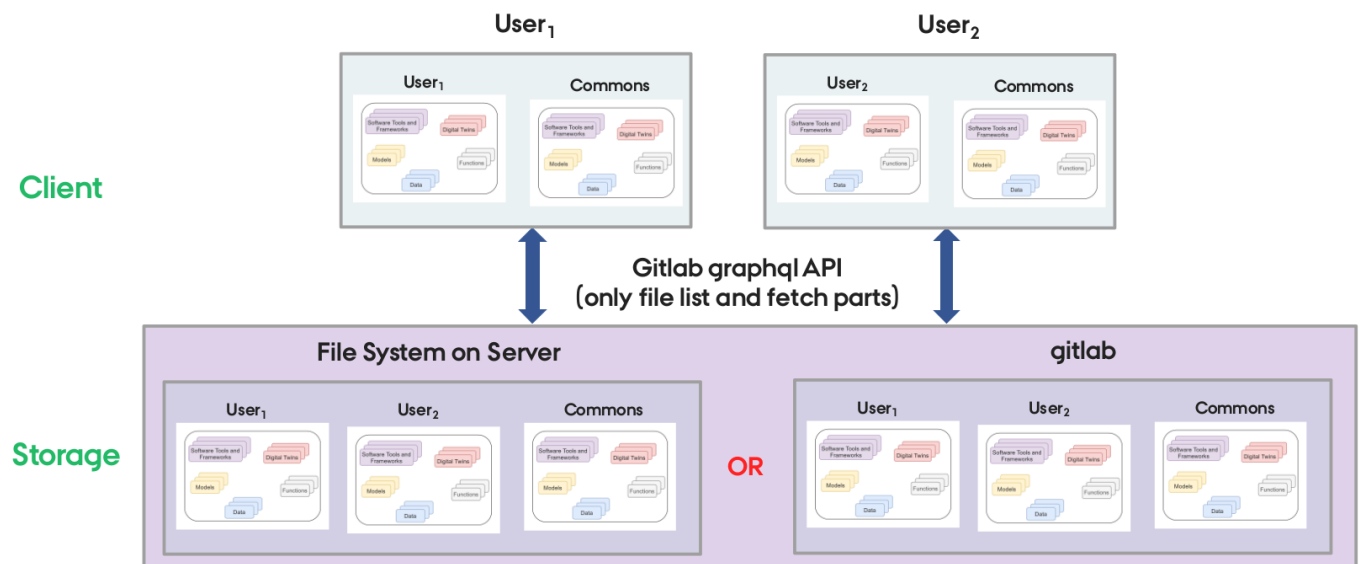 User₁
User₂
User₁
Commons
User₂
Commons
Software Tools and
Frameworks
Digital Twins
Models
Functions
Data
Software Tools and
Frameworks
Digital Twins
Models
Functions
Data
Software Tools and
Frameworks
Digital Twins
Models
Functions
Data
Software Tools and
Frameworks
Digital Twins
Models
Functions
Data
Client
Gitlab graphql API
(only file list and fetch parts)
File System on Server
gitlab
User₁
User₂
Commons
User₁
User₂
Commons
Software Tools and
Frameworks
Digital Twins
Models
Functions
Data
Software Tools and
Frameworks
Digital Twins
Models
Functions
Data
Software Tools and
Frameworks
Digital Twins
Models
Functions
Data
Storage
OR
Software Tools and
Frameworks
Digital Twins
Models
Functions
Data
Software Tools and
Frameworks
Digital Twins
Models
Functions
Data
Software Tools and
Frameworks
Digital Twins
Models
Functions
Data